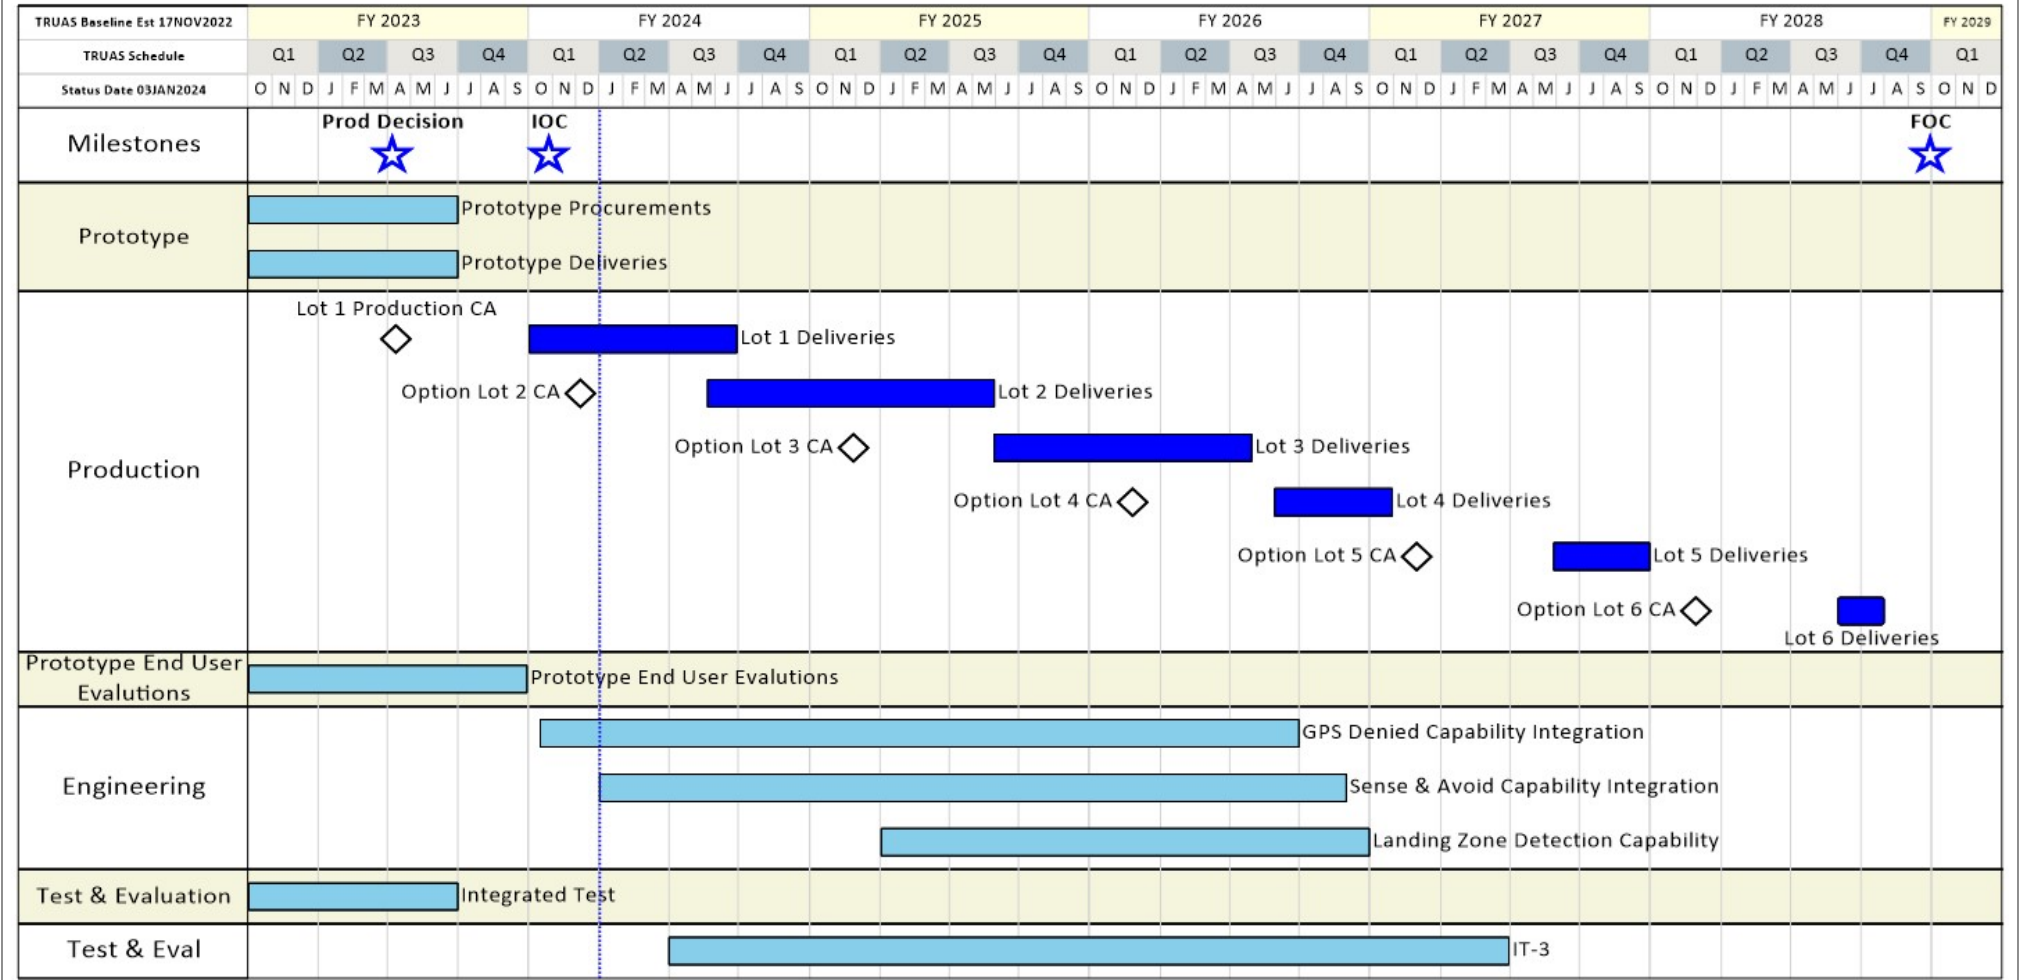 TRUAS Baseline Est 17NOV2022 FY 2023 FY 2024 FY 2025 FY 2026 FY 2027 FY 2028 FY 2029
TRUAS Schedule Q1 Q2 Q3 Q4 Q1 Q2 Q3 Q4 Q1 Q2 Q3 Q4 Q1 Q2 Q3 Q4 Q1 Q2 Q3 Q4 Q1 Q2 Q3 Q4 Q1
Status Date 03JAN2024 O N D J F M A M J J A S O N D J F M A M J J A S O N D J F M A M J J A S O N D J F M A M J J A S O N D J F M A M J J A S O N D J F M A M J J A S O N D
Prod Decision IOC FOC
Milestones
Prototype Procurements
Prototype
Prototype Deliveries
Lot 1 Production CA
Lot 1 Deliveries
Option Lot 2 CA Lot 2 Deliveries
Option Lot 3 CA Lot 3 Deliveries
Production
Option Lot 4 CA Lot 4 Deliveries
Option Lot 5 CA Lot 5 Deliveries
Option Lot 6 CA
Lot 6 Deliveries
Prototype End User
Evalutions
Prototype End User Evalutions
GPS Denied Capability Integration
Engineering
Sense & Avoid Capability Integration
Landing Zone Detection Capability
Test & Evaluation Integrated Test
Test & Eval IT-3